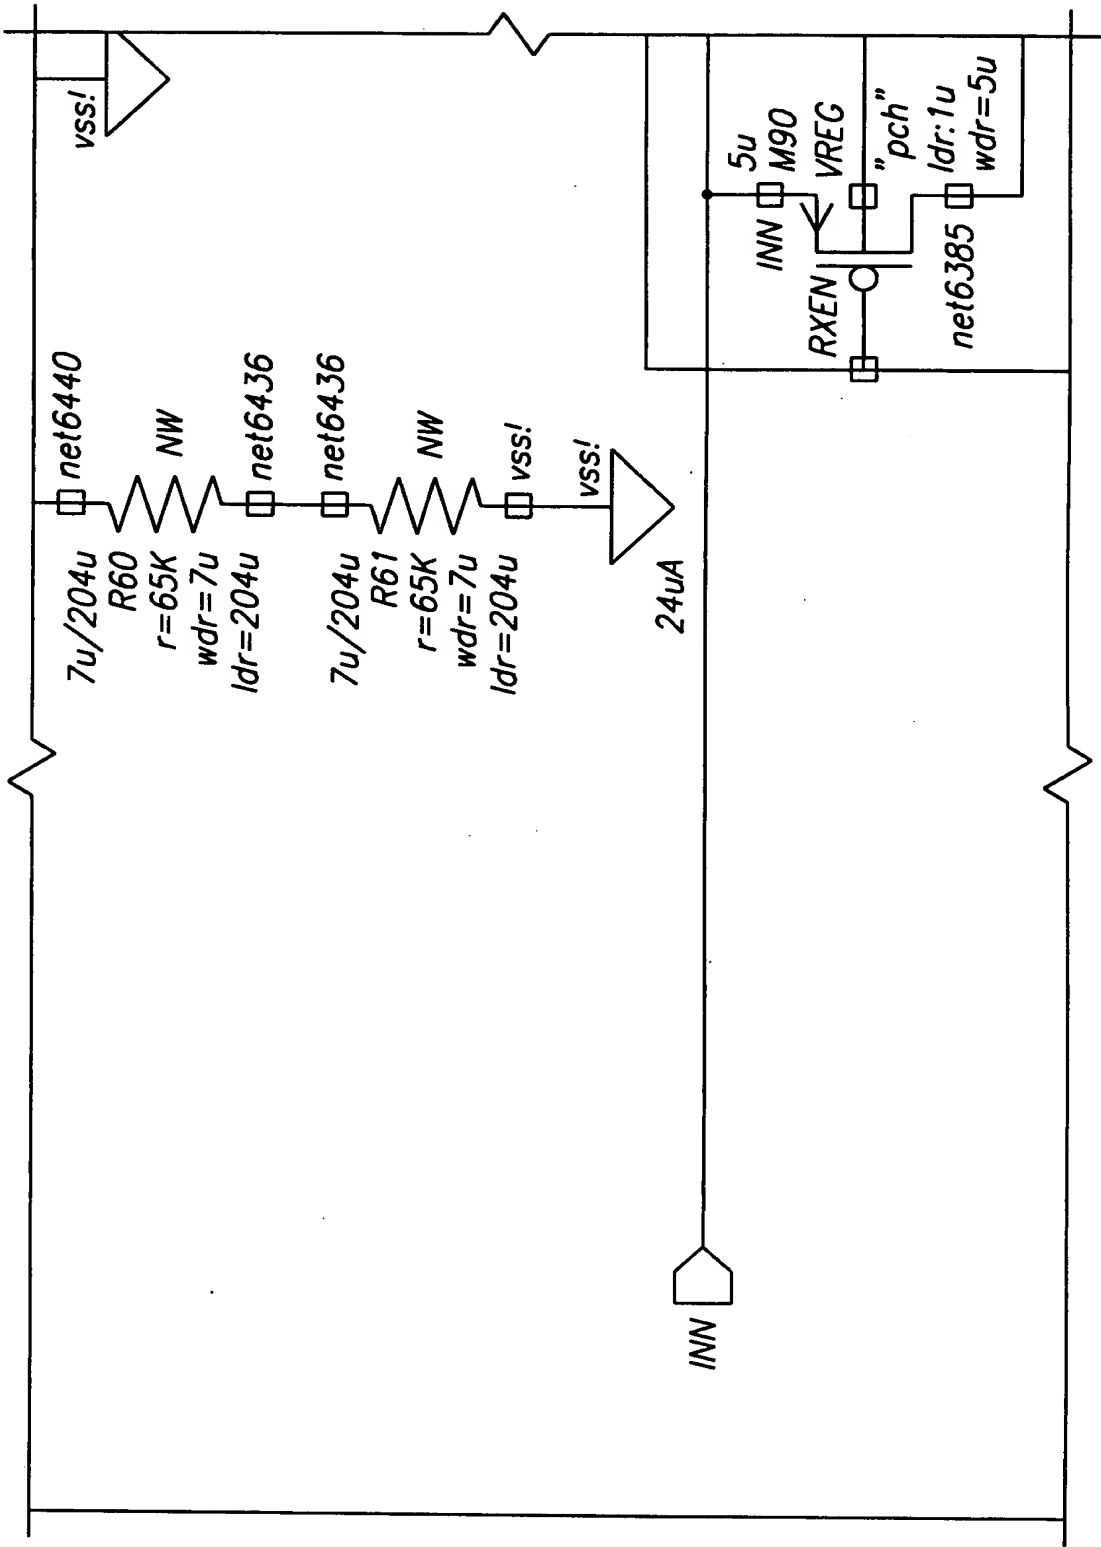 vss!
net6440
7u/204u
R60
r=65K
wdr=7u
ldr=204u
NW
net6436
net6436
7u/204u
R61
r=65K
wdr=7u
ldr=204u
NW
vss!
vss!
24uA
INN
5u
M90
VREG
INN
RXEN
"pch"
ldr:1u
wdr=5u
net6385